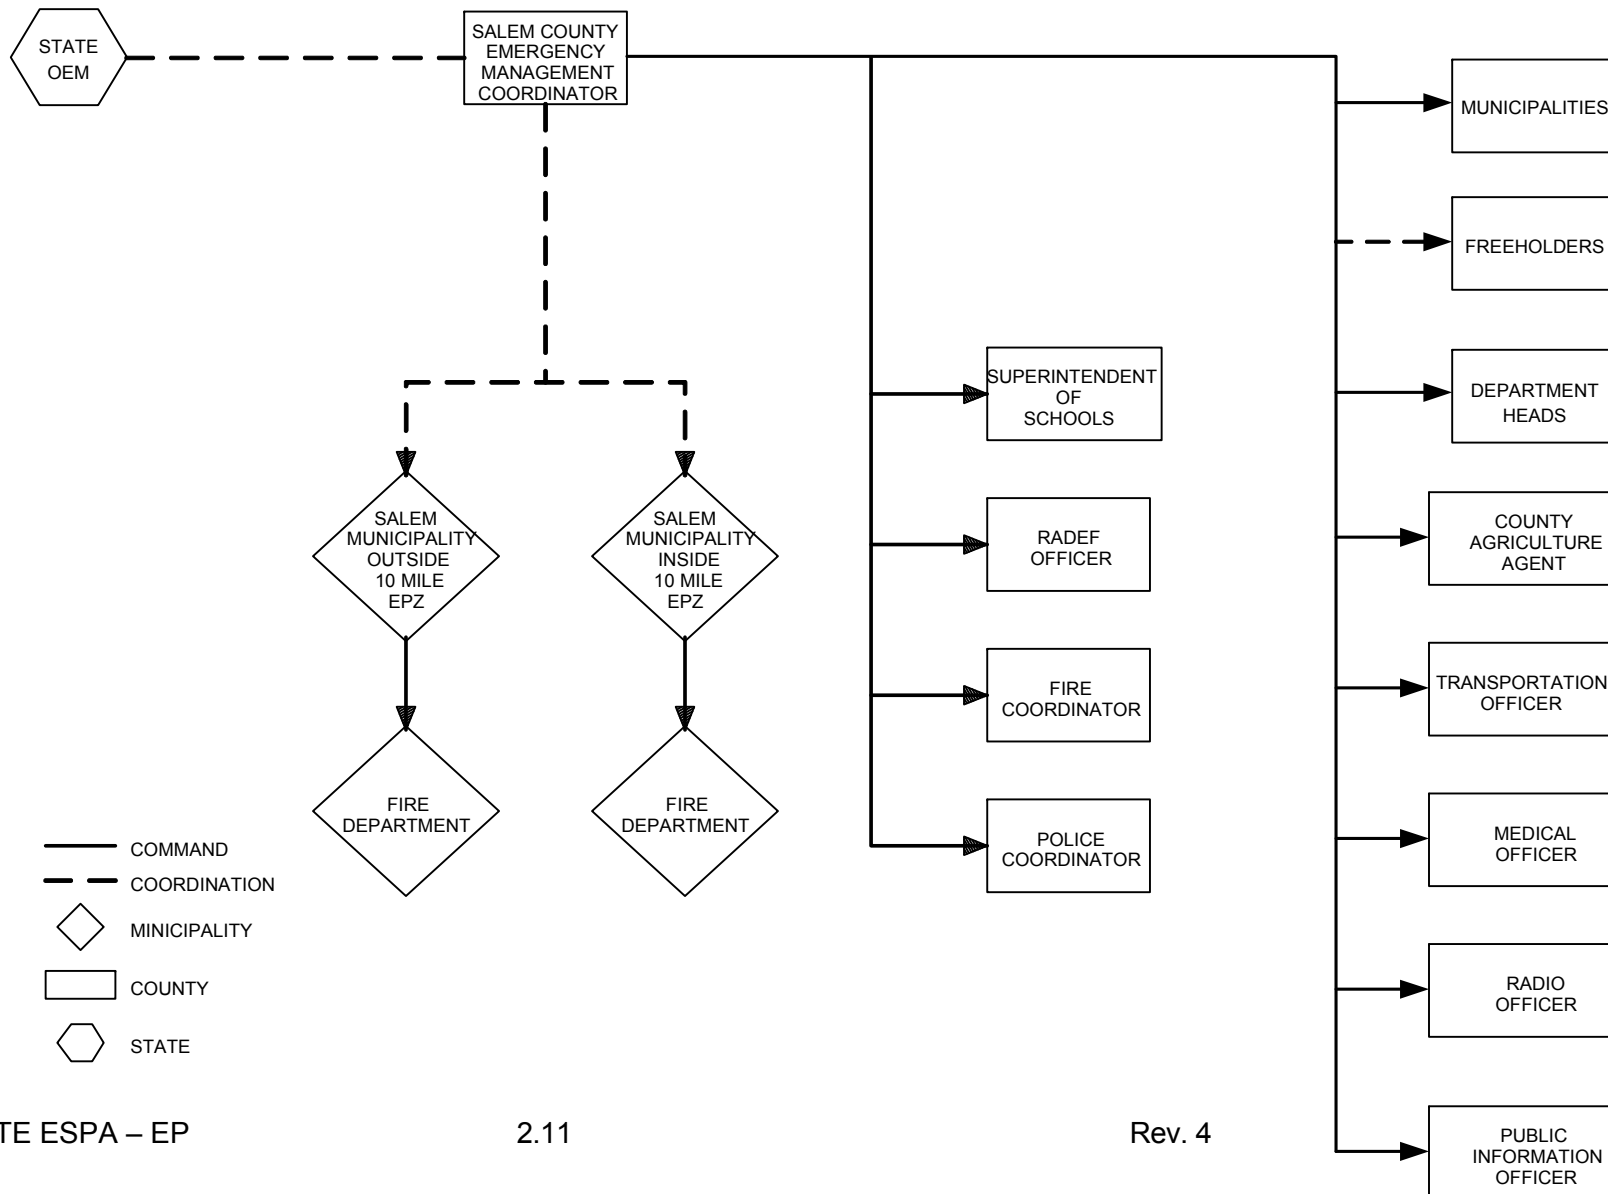 STATE
OEM
SALEM COUNTY
EMERGENCY
MANAGEMENT
COORDINATOR
MUNICIPALITIES
FREEHOLDERS
DEPARTMENT
HEADS
COUNTY
AGRICULTURE
AGENT
TRANSPORTATION
OFFICER
MEDICAL
OFFICER
RADIO
OFFICER
PUBLIC
INFORMATION
OFFICER
SUPERINTENDENT
OF
SCHOOLS
RADEF
OFFICER
FIRE
COORDINATOR
POLICE
COORDINATOR
SALEM
MUNICIPALITY
OUTSIDE
10 MILE
EPZ
SALEM
MUNICIPALITY
INSIDE
10 MILE
EPZ
FIRE
DEPARTMENT
FIRE
DEPARTMENT
COMMAND
COORDINATION
MINICIPALITY
COUNTY
STATE
TE ESPA – EP
2.11
Rev. 4